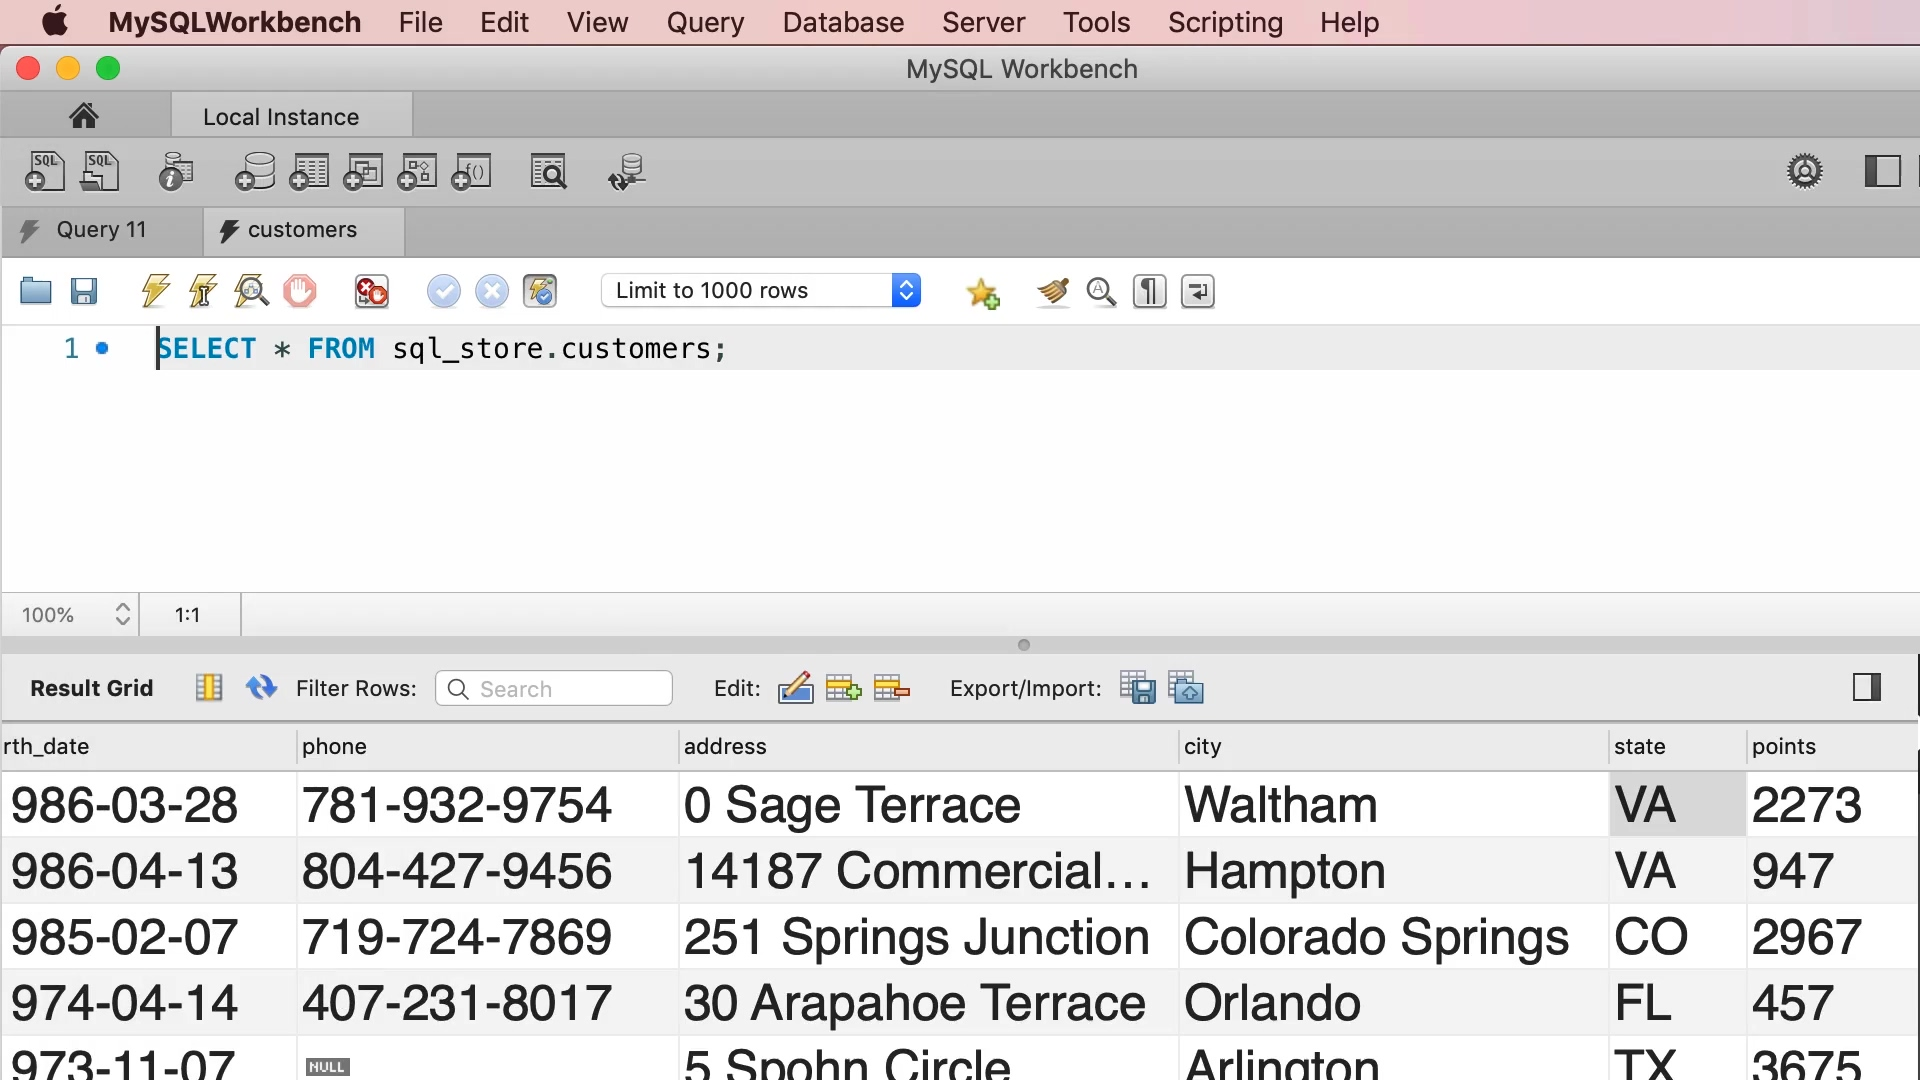 MySQLWorkbench File Edit View Query Database Server Tools Scripting Help
MySQL Workbench
Local Instance
SQL SQL
Query 11 customers
Limit to 1000 rows
1 SELECT * FROM sql_store.customers;
100% 1:1
Result Grid Filter Rows: Search Edit: Export/Import:
rth_date phone address city state points
986-03-28 781-932-9754 0 Sage Terrace Waltham VA 2273
986-04-13 804-427-9456 14187 Commercial... Hampton VA 947
985-02-07 719-724-7869 251 Springs Junction Colorado Springs CO 2967
974-04-14 407-231-8017 30 Arapahoe Terrace Orlando FL 457
973-11-07 NULL 5 Spohn Circle Arlington TX 3675